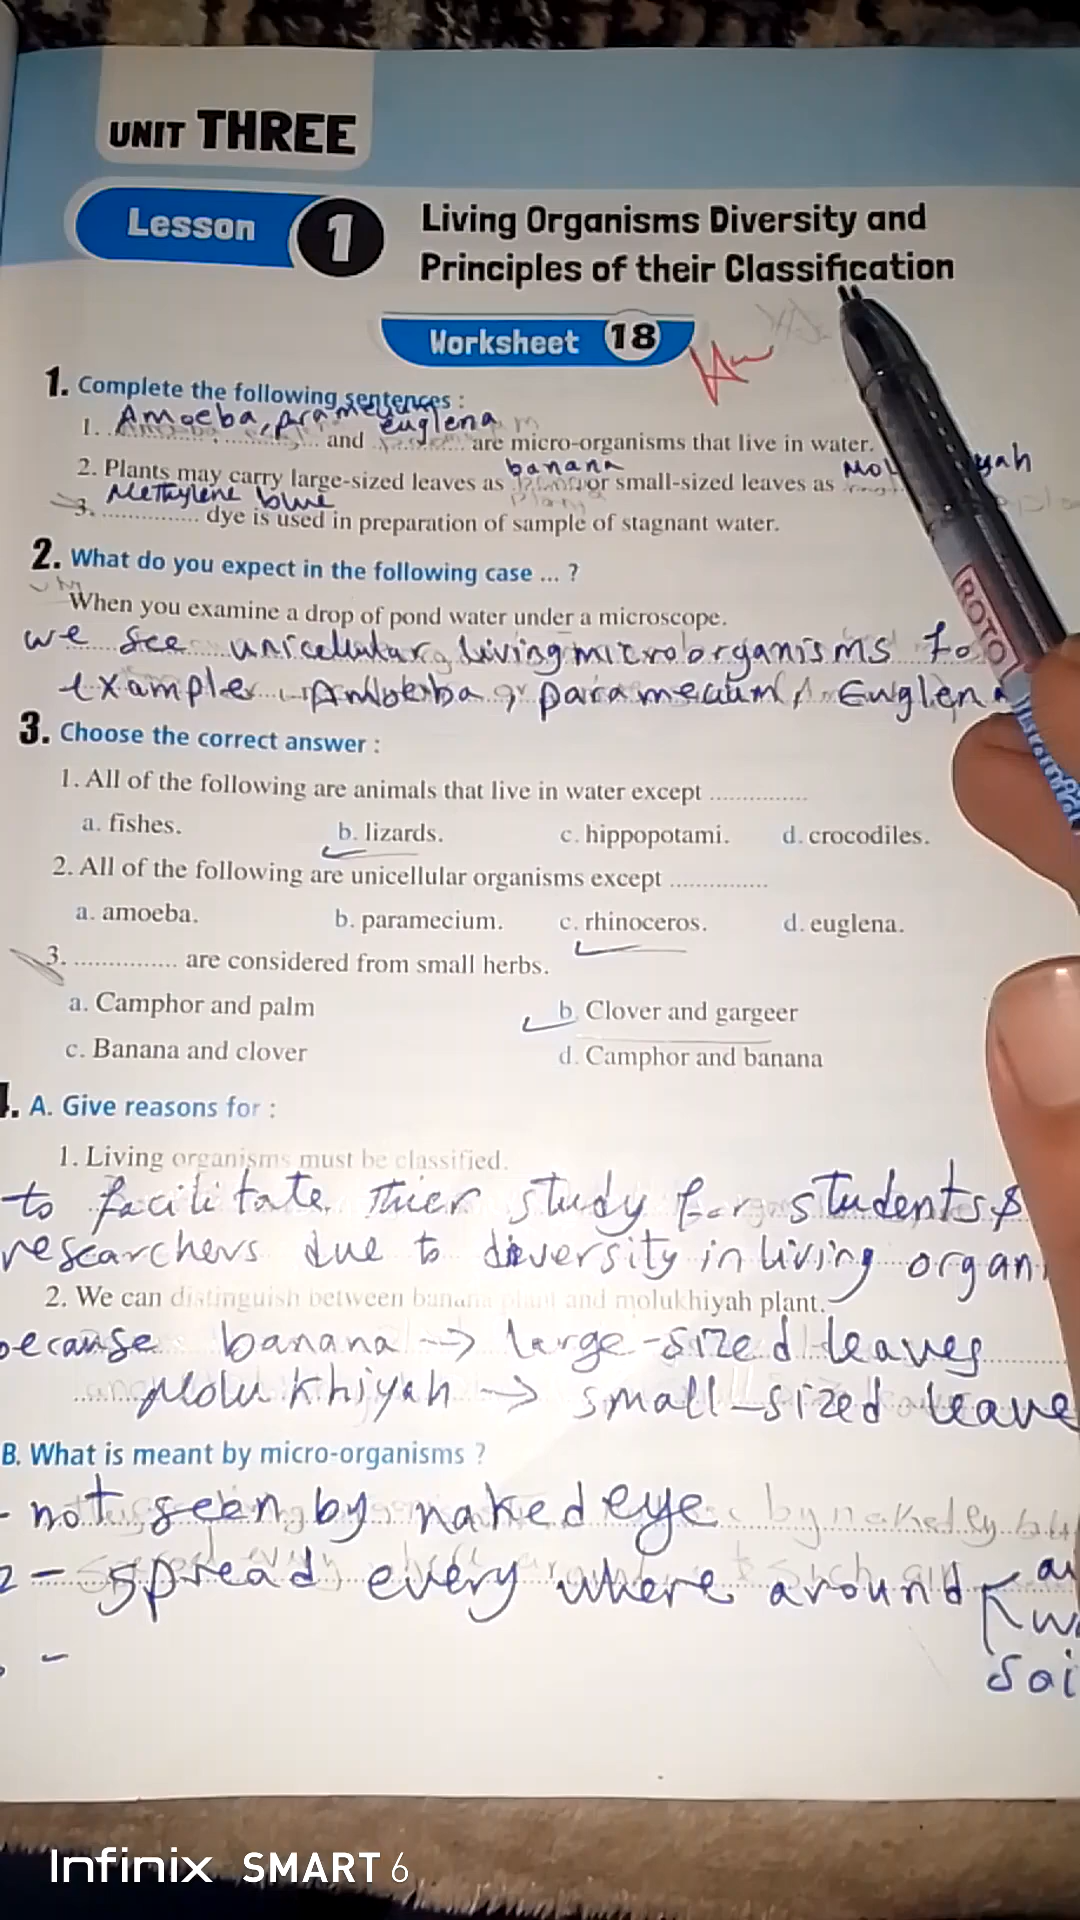 UNIT THREE
Lesson 1
Living Organisms Diversity and
Principles of their Classification
Worksheet 18
1. Complete the following sentences :
Amoeba, euglena
1. .............. and .............. are micro-organisms that live in water.
banana
2. Plants may carry large-sized leaves as or small-sized leaves as
Methylene blue
3. .............. dye is used in preparation of sample of stagnant water.
2. What do you expect in the following case ... ?
When you examine a drop of pond water under a microscope.
we see unicellular living microorganisms
example Amoeba, paramecium, Euglena
3. Choose the correct answer :
1. All of the following are animals that live in water except ..............
a. fishes. b. lizards. c. hippopotami. d. crocodiles.
2. All of the following are unicellular organisms except ..............
a. amoeba. b. paramecium. c. rhinoceros. d. euglena.
3. .............. are considered from small herbs.
a. Camphor and palm b. Clover and gargeer
c. Banana and clover d. Camphor and banana
A. Give reasons for :
1. Living organisms must be classified.
to facilitate thier study for students &
researchers due to diversity in living organ
2. We can distinguish between banana plant and molukhiyah plant.
because banana → large-sized leaves
Molukhiyah → small-sized leave
B. What is meant by micro-organisms ?
- not seen by naked eye
2 - spread every where around
soi
Infinix SMART 6